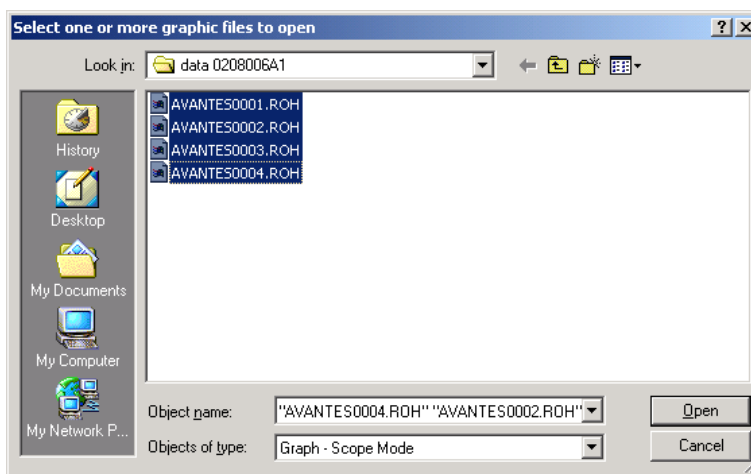 Select one or more graphic files to open
Look in: data 0208006A1
AVANTES0001.ROH
AVANTES0002.ROH
AVANTES0003.ROH
AVANTES0004.ROH
History
Desktop
My Documents
My Computer
My Network P...
Object name: "AVANTES0004.ROH" "AVANTES0002.ROH" Open
Objects of type: Graph - Scope Mode Cancel